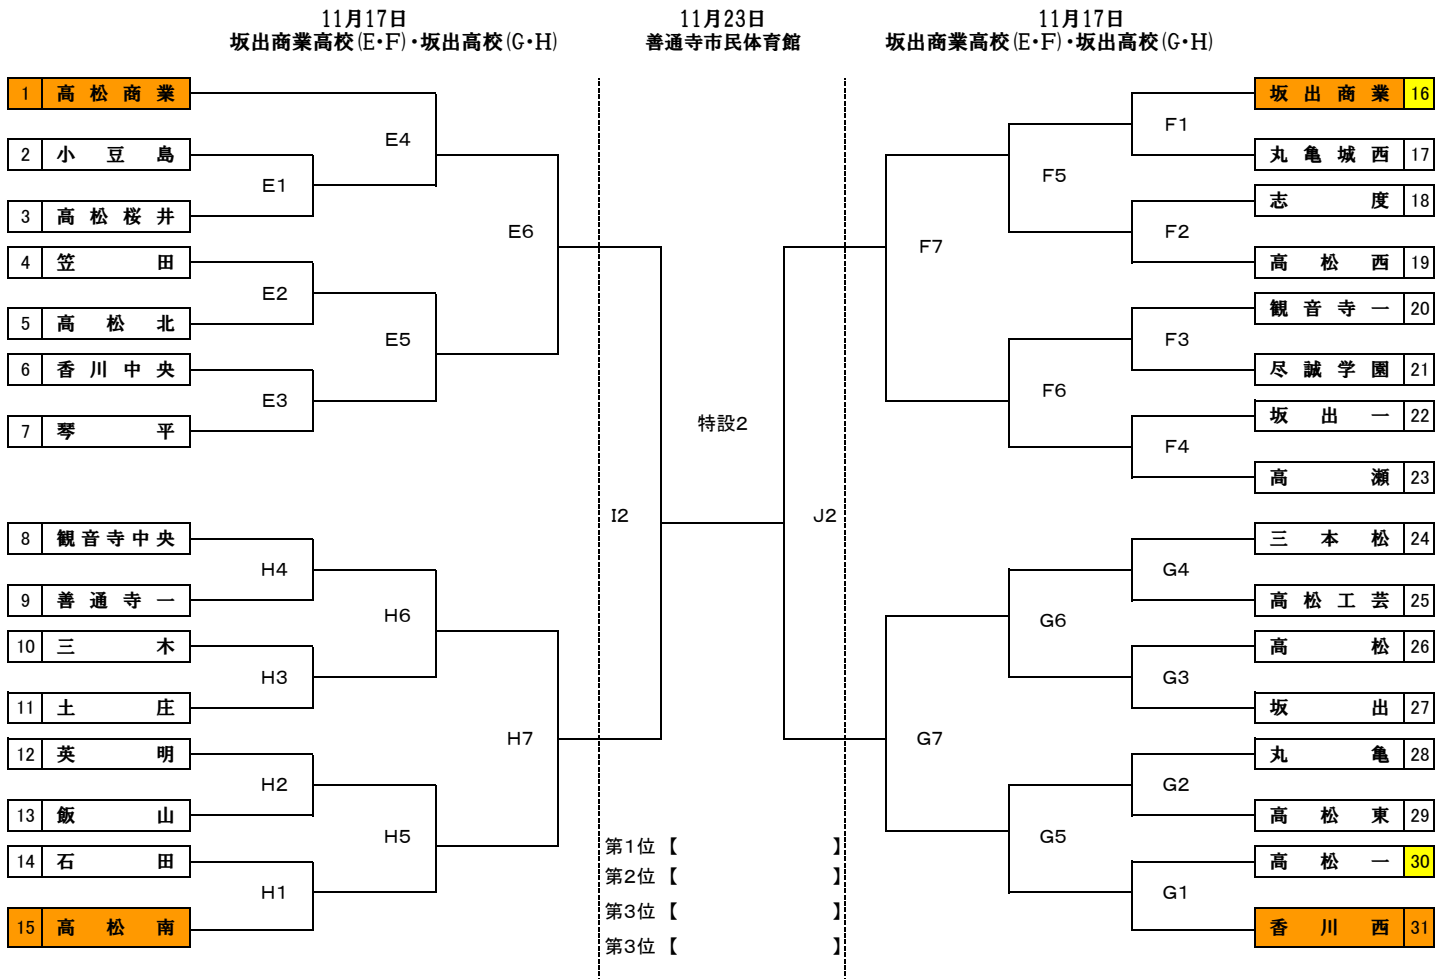 11月17日
坂出商業高校(E・F)・坂出高校(G・H)
11月23日
善通寺市民体育館
11月17日
坂出商業高校(E・F)・坂出高校(G・H)
1 高松商業
2 小豆島
3 高松桜井
4 笠田
5 高松北
6 香川中央
7 琴平
8 観音寺中央
9 善通寺一
10 三木
11 土庄
12 英明
13 飯山
14 石田
15 高松南
E4
E1
E6
E2
E5
E3
H4
H6
H3
H7
H2
H5
H1
I2
特設2
J2
第1位【 】
第2位【 】
第3位【 】
第3位【 】
F1
F5
F2
F7
F3
F6
F4
G4
G6
G3
G7
G2
G5
G1
坂出商業 16
丸亀城西 17
志度 18
高松西 19
観音寺一 20
尽誠学園 21
坂出一 22
高瀬 23
三本松 24
高松工芸 25
高松 26
坂出 27
丸亀 28
高松東 29
高松一 30
香川西 31